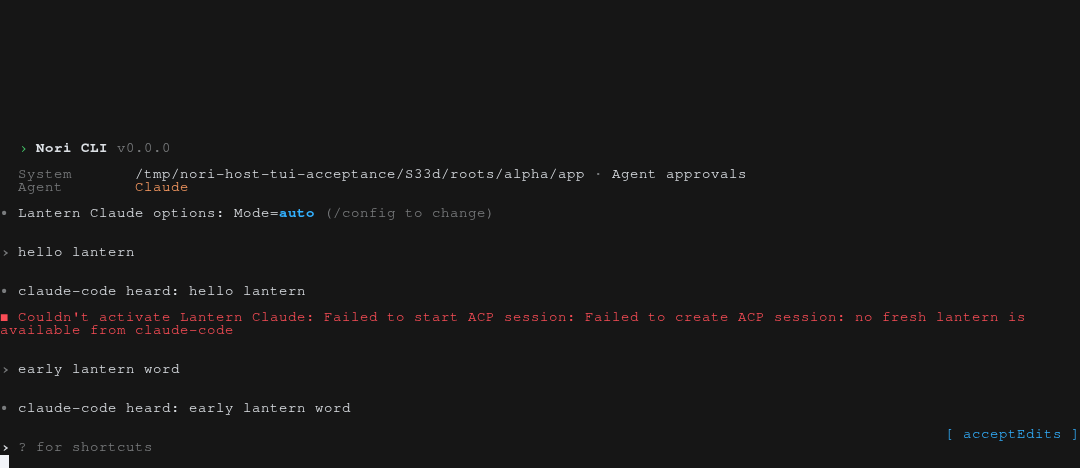 › Nori CLI v0.0.0
System /tmp/nori-host-tui-acceptance/S33d/roots/alpha/app · Agent approvals
Agent Claude
• Lantern Claude options: Mode=auto (/config to change)
› hello lantern
• claude-code heard: hello lantern
■ Couldn't activate Lantern Claude: Failed to start ACP session: Failed to create ACP session: no fresh lantern is
available from claude-code
› early lantern word
• claude-code heard: early lantern word
[ acceptEdits ]
› ? for shortcuts